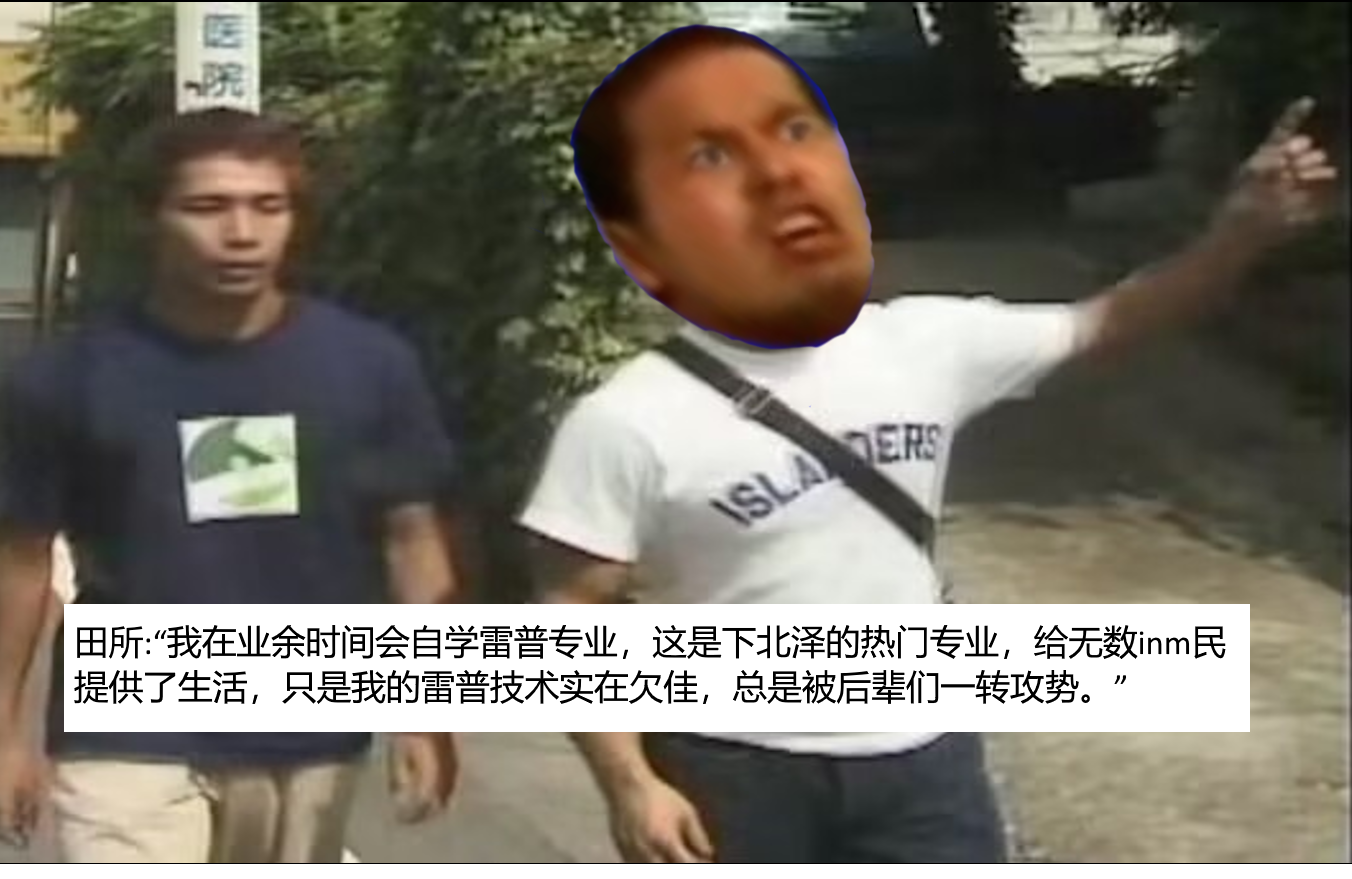 医
院
ISLANDERS
田所:“我在业余时间会自学雷普专业，这是下北泽的热门专业，给无数inm民
提供了生活，只是我的雷普技术实在欠佳，总是被后辈们一转攻势。”